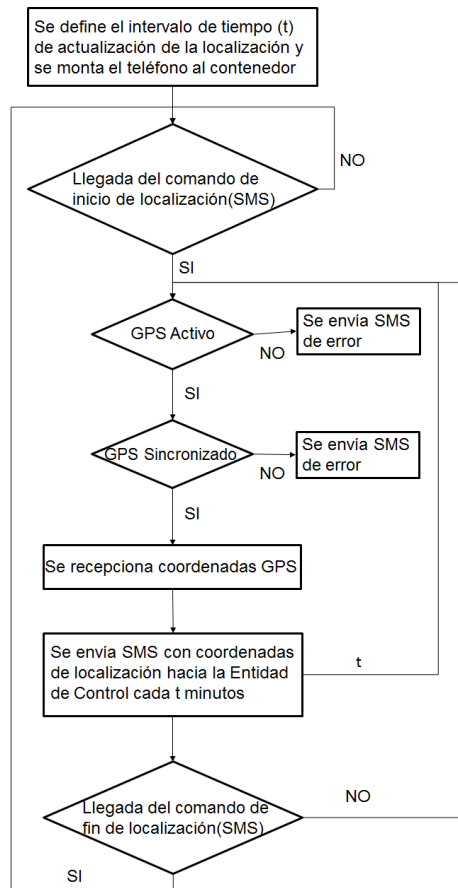 Se define el intervalo de tiempo (t)
de actualización de la localización y
se monta el teléfono al contenedor
NO
Llegada del comando de
inicio de localización(SMS)
SI
GPS Activo
NO
Se envía SMS
de error
SI
GPS Sincronizado
NO
Se envía SMS
de error
SI
Se recepciona coordenadas GPS
Se envía SMS con coordenadas
de localización hacia la Entidad
de Control cada t minutos
t
Llegada del comando de
fin de localización(SMS)
NO
SI